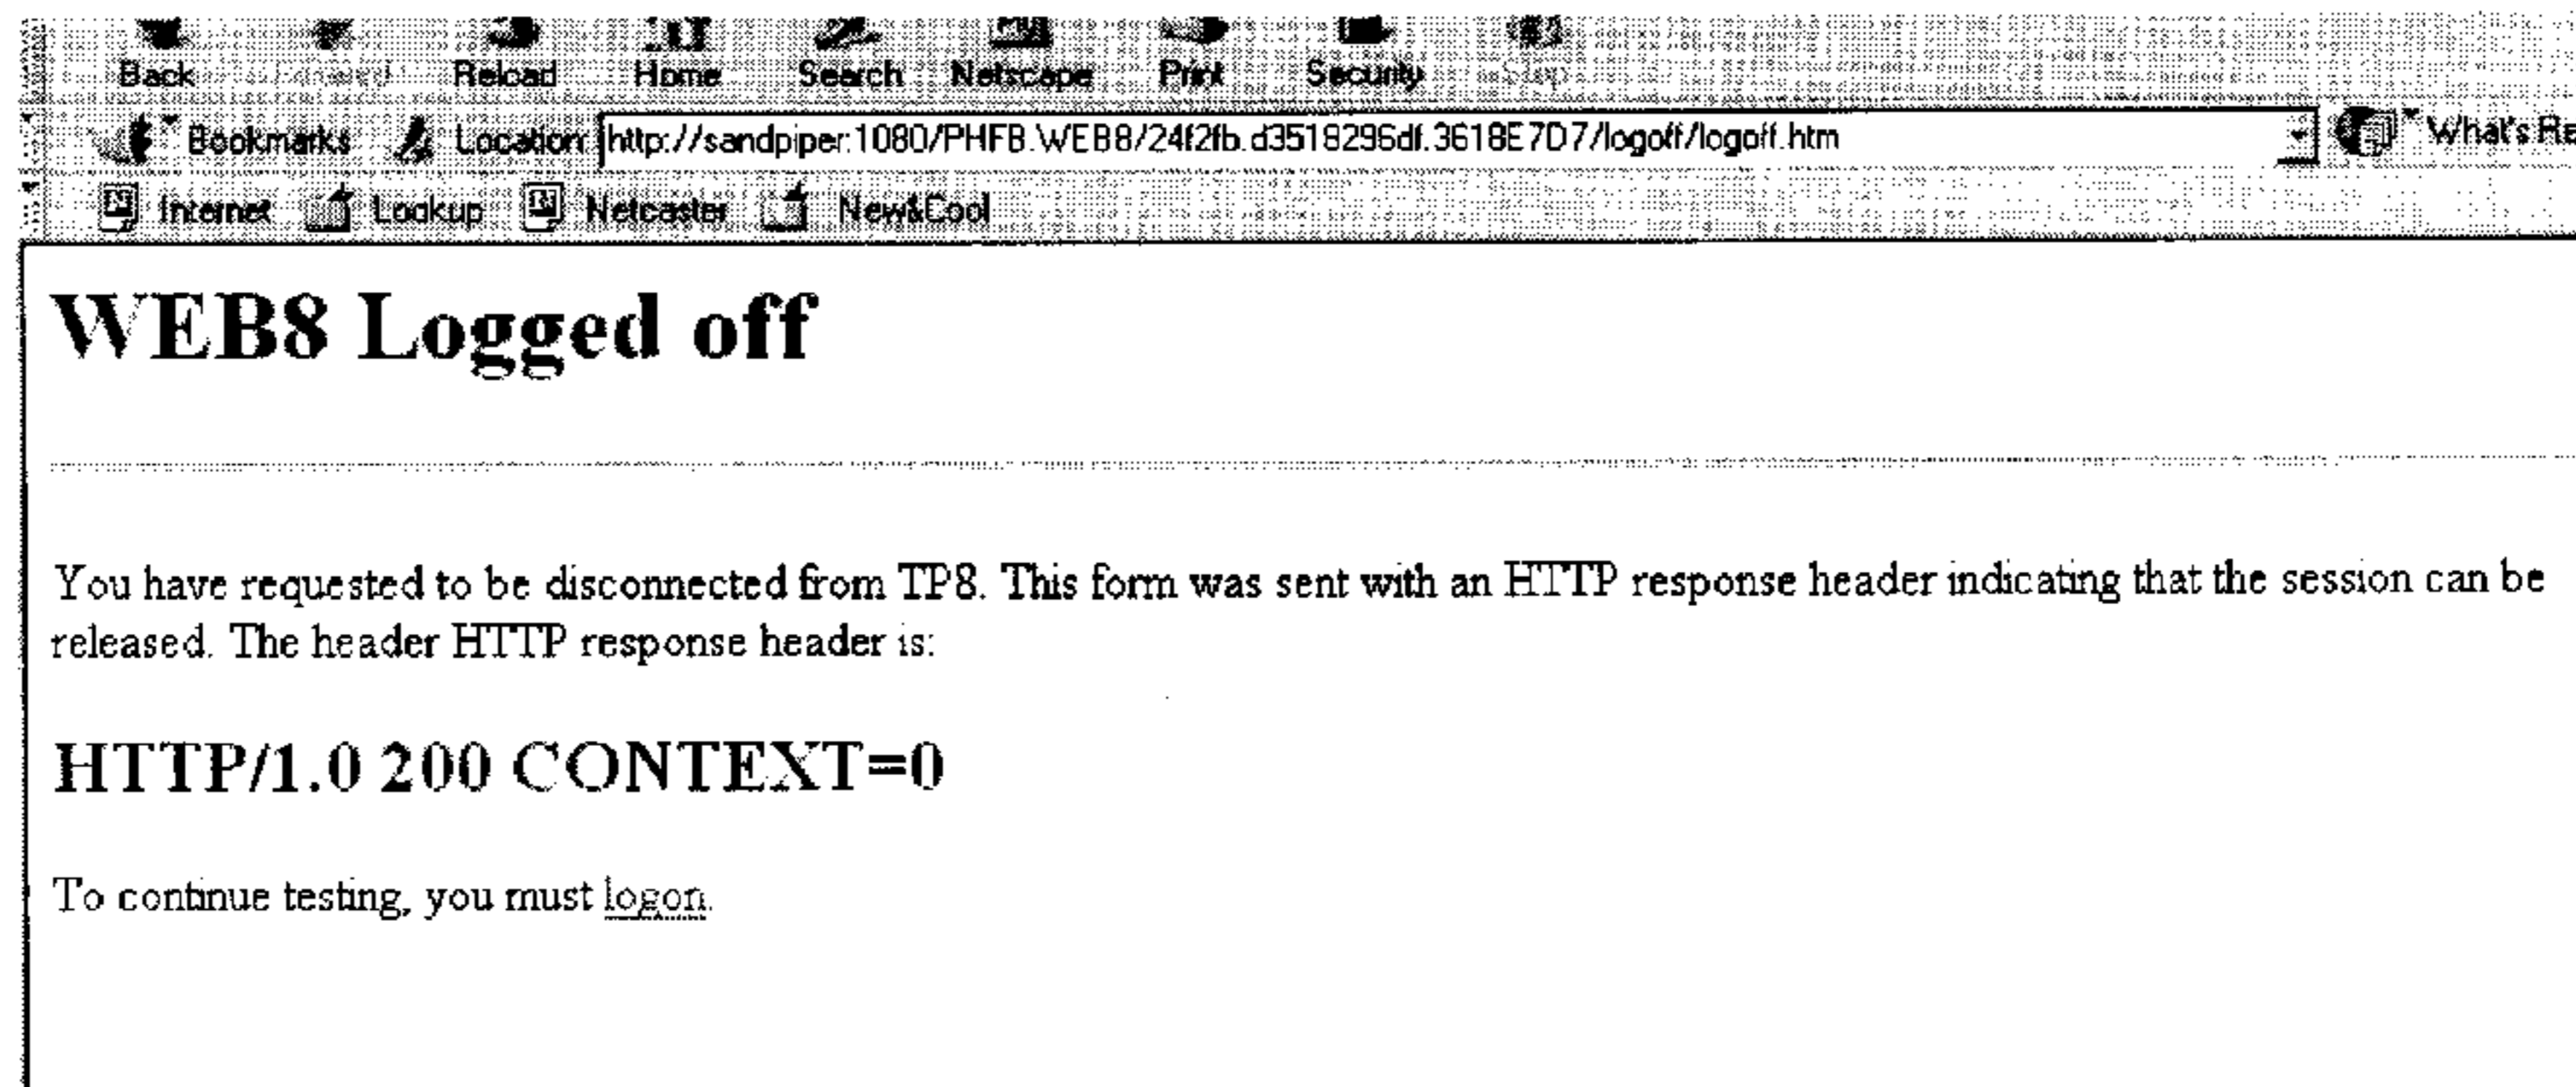 Back Reload Home Search Netscape Print Security Stop
Bookmarks Location: http://sandpiper:1080/PHFB.WEB8/24f2fb.d3518296df.3618E7D7/logoff/logoff.htm What's Re
Internet Lookup Netcaster New&Cool
WEB8 Logged off
You have requested to be disconnected from TP8. This form was sent with an HTTP response header indicating that the session can be
released. The header HTTP response header is:
HTTP/1.0 200 CONTEXT=0
To continue testing, you must logon.